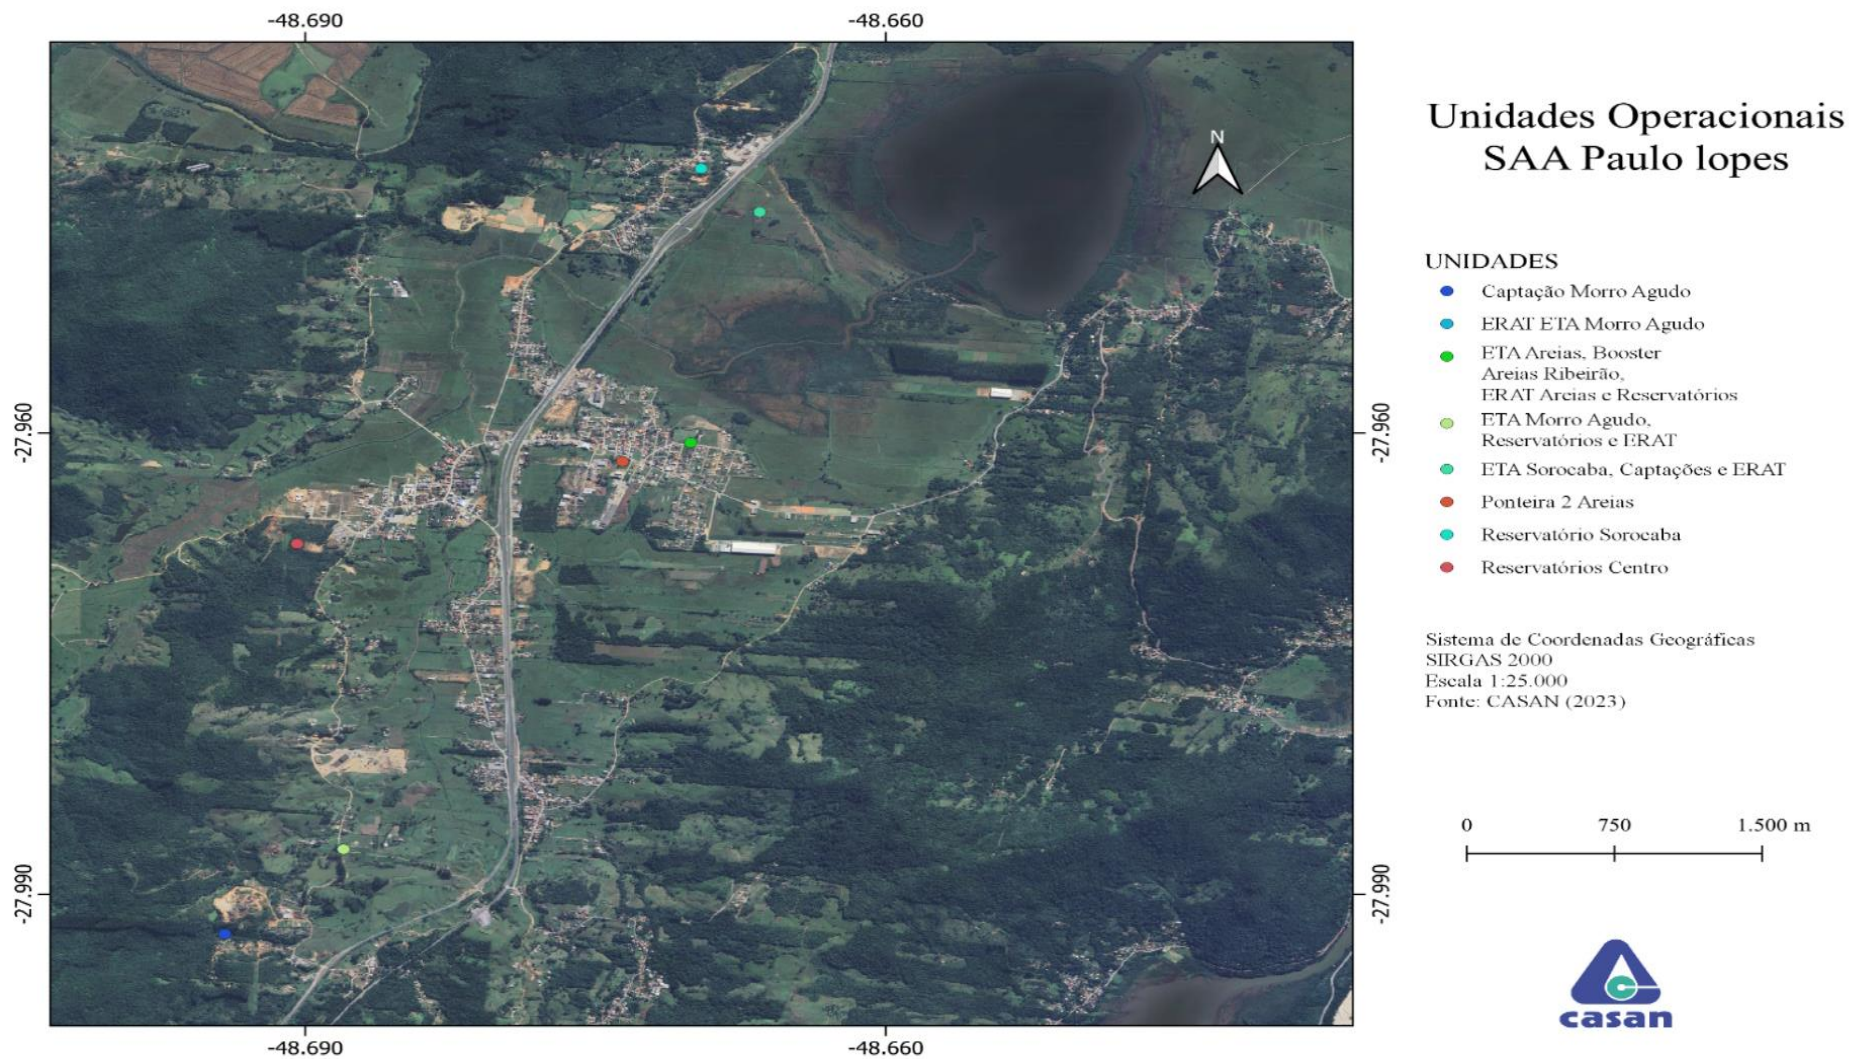 -48.690
-48.660
Unidades Operacionais
SAA Paulo lopes
N
UNIDADES
Captação Morro Agudo
ERAT ETA Morro Agudo
ETA Areias, Booster
Areias Ribeirão,
ERAT Areias e Reservatórios
ETA Morro Agudo,
Reservatórios e ERAT
ETA Sorocaba, Captações e ERAT
Ponteira 2 Areias
Reservatório Sorocaba
Reservatórios Centro
-27.960
-27.960
Sistema de Coordenadas Geográficas
SIRGAS 2000
Escala 1:25.000
Fonte: CASAN (2023)
0 750 1.500 m
-27.990
-27.990
casan
-48.690
-48.660